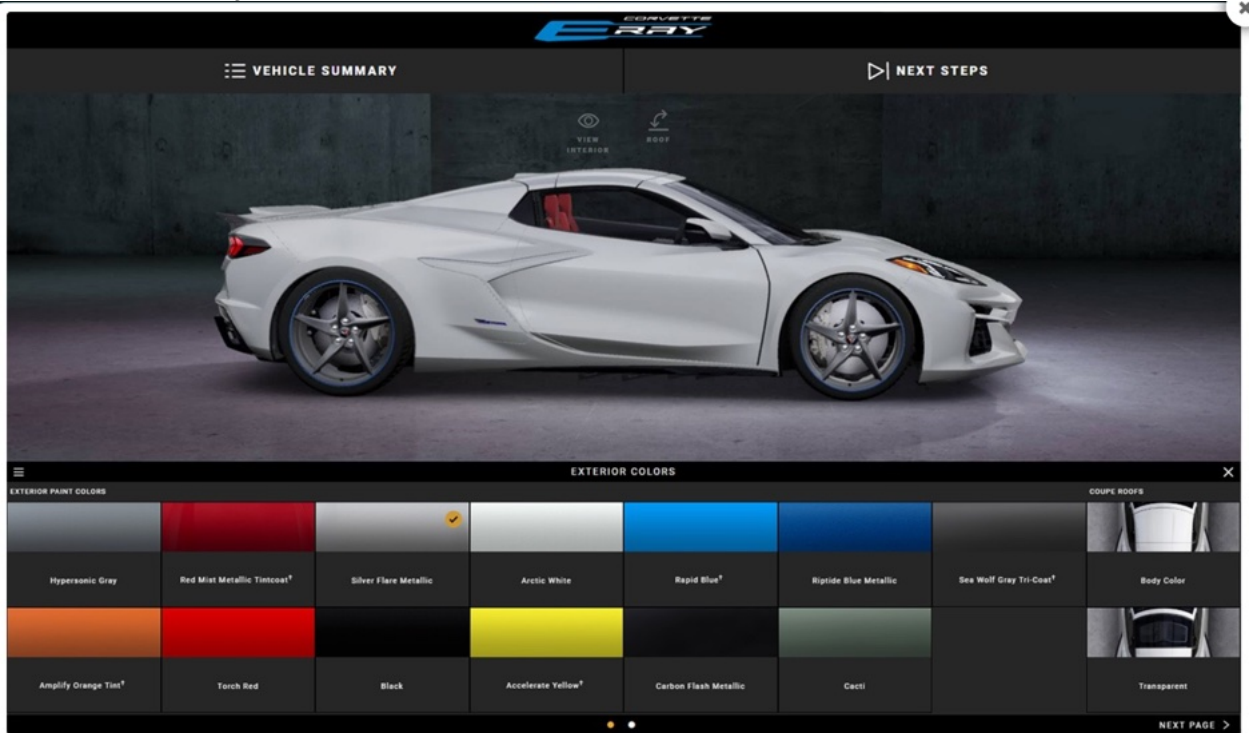 CORVETTE
E RAY
VEHICLE SUMMARY
NEXT STEPS
VIEW
INTERIOR
ROOF
EXTERIOR COLORS
EXTERIOR PAINT COLORS
COUPE ROOFS
Hypersonic Gray
Red Mist Metallic Tintcoat†
Silver Flare Metallic
Arctic White
Rapid Blue†
Riptide Blue Metallic
Sea Wolf Gray Tri-Coat†
Body Color
Amplify Orange Tint†
Torch Red
Black
Accelerate Yellow†
Carbon Flash Metallic
Cacti
Transparent
NEXT PAGE >